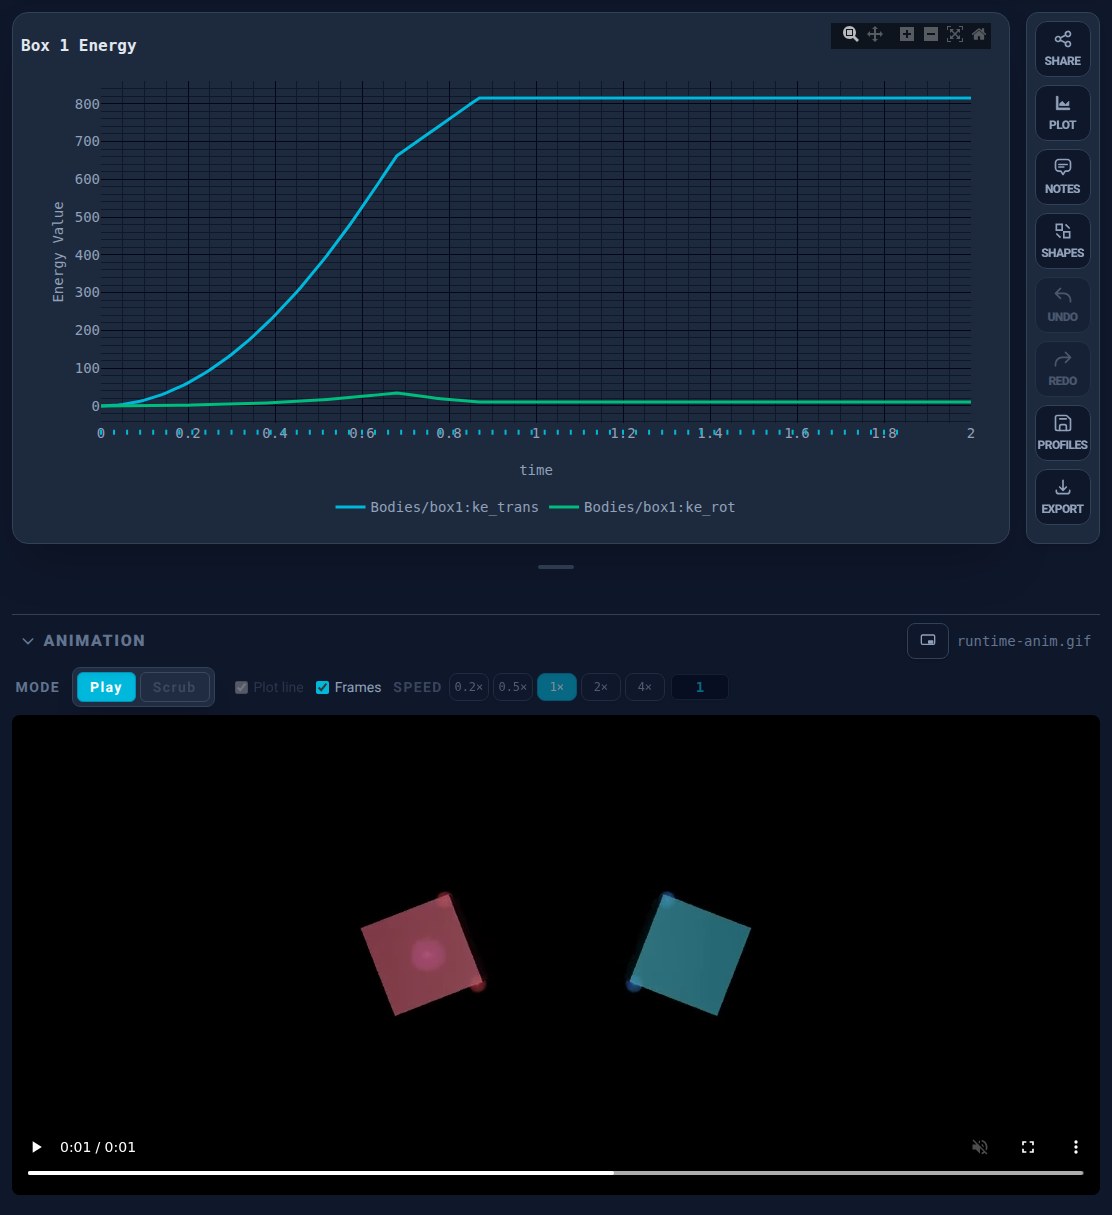 Box 1 Energy
SHARE
PLOT
NOTES
SHAPES
UNDO
REDO
PROFILES
EXPORT
Energy Value
800
700
600
500
400
300
200
100
0
0 0.2 0.4 0.6 0.8 1 1.2 1.4 1.6 1.8 2
time
Bodies/box1:ke_trans Bodies/box1:ke_rot
ANIMATION runtime-anim.gif
MODE Play Scrub Plot line Frames SPEED 0.2× 0.5× 1× 2× 4× 1
0:01 / 0:01